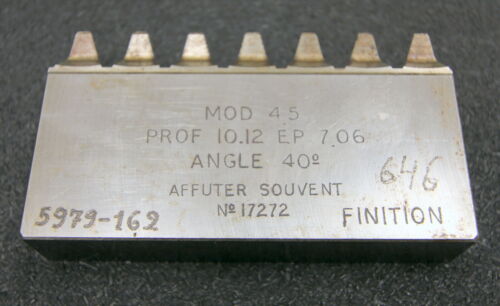 MOD 4.5
PROF 10.12 EP 7.06
ANGLE 40º
646
AFFUTER SOUVENT
5979-162
Nº 17272
FINITION